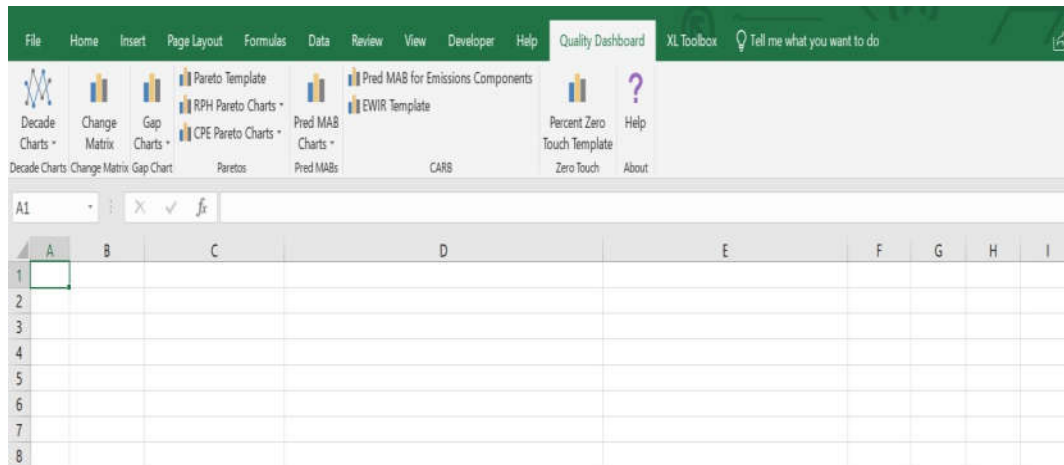 File Home Insert Page Layout Formulas Data Review View Developer Help Quality Dashboard XL Toolbox Tell me what you want to do
Decade
Charts
Decade Charts
Change
Matrix
Change Matrix
Gap
Charts
Gap Chart
Pareto Template
RPH Pareto Charts
CPE Pareto Charts
Paretos
Pred MAB
Charts
Pred MABs
Pred MAB for Emissions Components
EWIR Template
CARB
Percent Zero
Touch Template
Zero Touch
?
Help
About
A1 fx
A B C D E F G H I
1
2
3
4
5
6
7
8